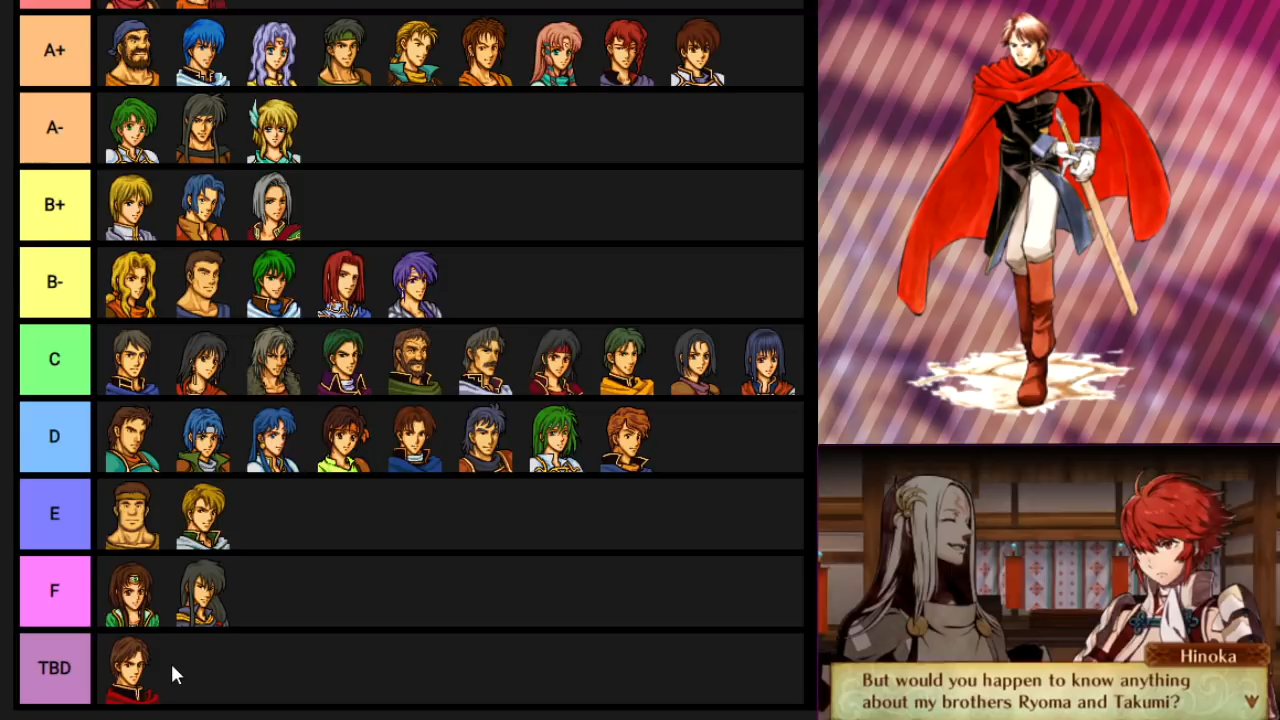 A+
A-
B+
B-
C
D
E
F
TBD
Hinoka
But would you happen to know anything
about my brothers Ryoma and Takumi?